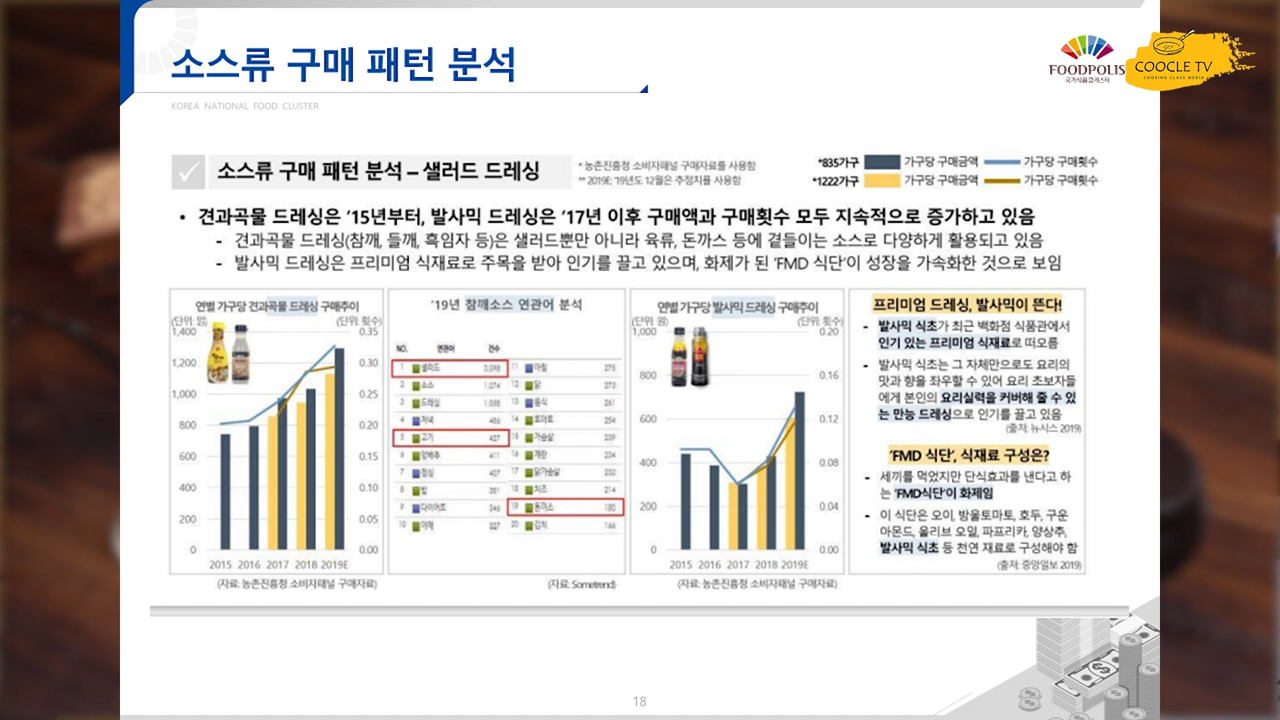 소스류 구매 패턴 분석
KOREA NATIONAL FOOD CLUSTER
FOODPOLIS
국가식품클러스터
COOCLE TV
COOKING CLASS MEDIA
소스류 구매 패턴 분석 – 샐러드 드레싱
* 농촌진흥청 소비자패널 구매자료를 사용함
** 2019E: '19년도 12월은 추정치를 사용함
*835가구 가구당 구매금액 가구당 구매횟수
*1222가구 가구당 구매금액 가구당 구매횟수
• 견과곡물 드레싱은 '15년부터, 발사믹 드레싱은 '17년 이후 구매액과 구매횟수 모두 지속적으로 증가하고 있음
- 견과곡물 드레싱(참깨, 들깨, 흑임자 등)은 샐러드뿐만 아니라 육류, 돈까스 등에 곁들이는 소스로 다양하게 활용되고 있음
- 발사믹 드레싱은 프리미엄 식재료로 주목을 받아 인기를 끌고 있으며, 화제가 된 'FMD 식단'이 성장을 가속화한 것으로 보임
연별 가구당 견과곡물 드레싱 구매추이
(단위: 원) (단위: 횟수)
1,400 0.35
1,200 0.30
1,000 0.25
800 0.20
600 0.15
400 0.10
200 0.05
0 0.00
2015 2016 2017 2018 2019E
(자료: 농촌진흥청 소비자패널 구매자료)
'19년 참깨소스 연관어 분석
NO. 연관어 건수
1 샐러드 3,098 11 아침 275
2 소스 1,074 12 닭 273
3 드레싱 1,058 13 음식 261
4 저녁 14 토마토 254
5 고기 427 15 가슴살 239
6 양배추 411 16 계란 234
7 점심 407 17 닭가슴살 232
8 밥 351 18 치즈 214
9 다이어트 346 19 돈까스 180
10 야채 327 20 김치 166
(자료: Sometrend)
연별 가구당 발사믹 드레싱 구매추이
(단위: 원) (단위: 횟수)
1,000 0.20
800 0.16
600 0.12
400 0.08
200 0.04
0 0.00
2015 2016 2017 2018 2019E
(자료: 농촌진흥청 소비자패널 구매자료)
프리미엄 드레싱, 발사믹이 뜬다!
- 발사믹 식초가 최근 백화점 식품관에서
인기 있는 프리미엄 식재료로 떠오름
- 발사믹 식초는 그 자체만으로도 요리의
맛과 향을 좌우할 수 있어 요리 초보자들
에게 본인의 요리실력을 커버해 줄 수 있
는 만능 드레싱으로 인기를 끌고 있음
(출처: 뉴시스 2019)
'FMD 식단', 식재료 구성은?
- 세끼를 먹었지만 단식효과를 낸다고 하
는 'FMD식단'이 화제임
- 이 식단은 오이, 방울토마토, 호두, 구운
아몬드, 올리브 오일, 파프리카, 양상추,
발사믹 식초 등 천연 재료로 구성해야 함
(출처: 중앙일보 2019)
18